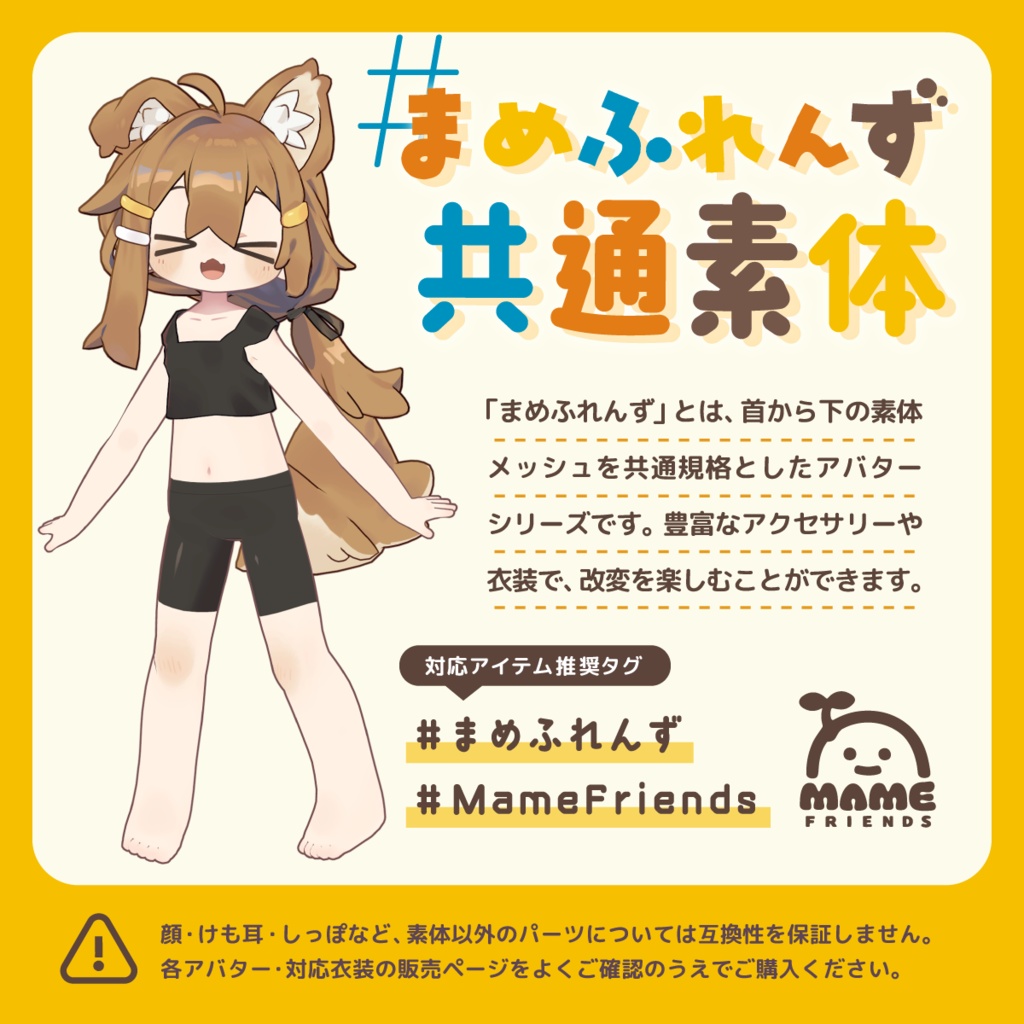 #まめふれんず
共通素体
「まめふれんず」とは、首から下の素体
メッシュを共通規格としたアバター
シリーズです。豊富なアクセサリーや
衣装で、改変を楽しむことができます。
対応アイテム推奨タグ
#まめふれんず
#MameFriends
MAME
FRIENDS
顔・けも耳・しっぽなど、素体以外のパーツについては互換性を保証しません。
各アバター・対応衣装の販売ページをよくご確認のうえでご購入ください。